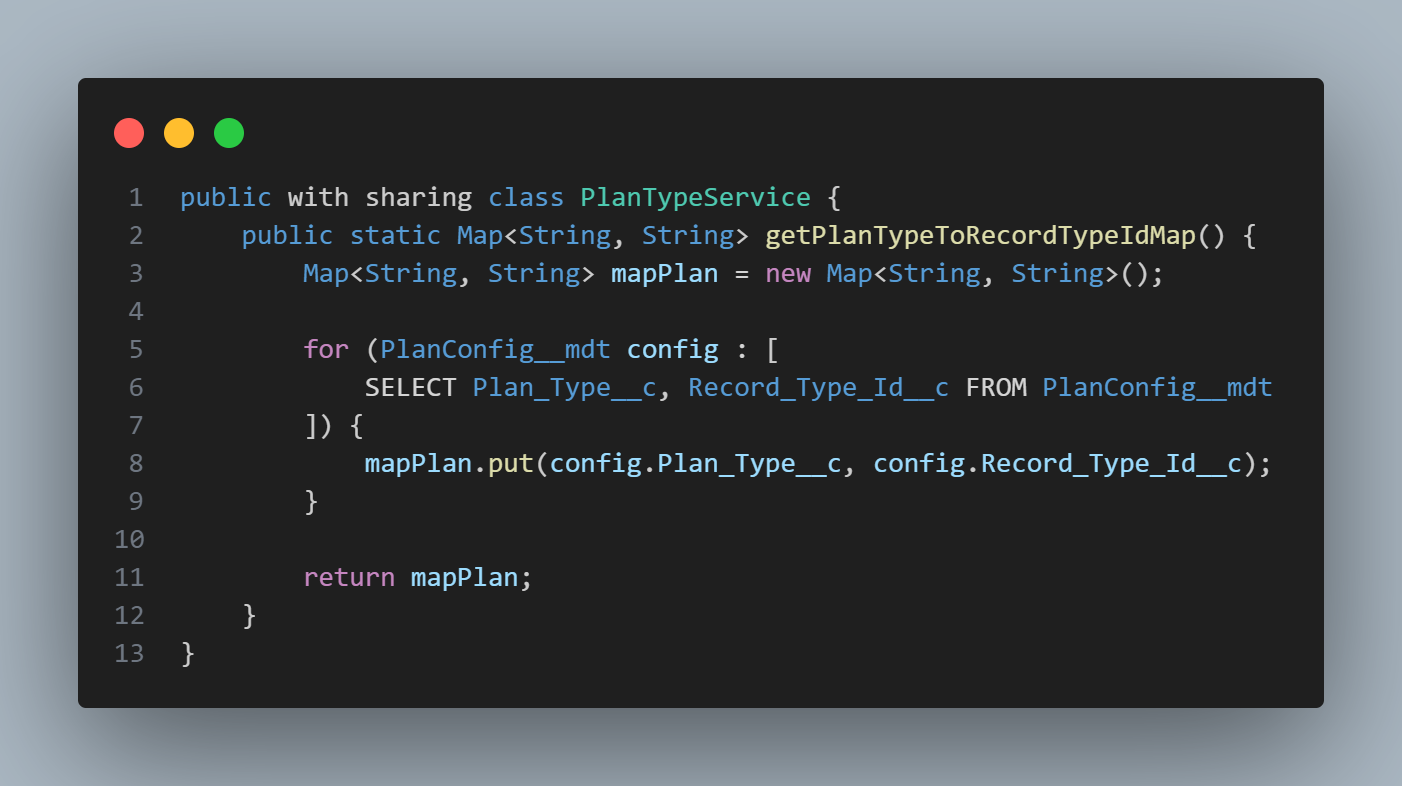 1 public with sharing class PlanTypeService {
2 public static Map<String, String> getPlanTypeToRecordTypeIdMap() {
3 Map<String, String> mapPlan = new Map<String, String>();
4
5 for (PlanConfig__mdt config : [
6 SELECT Plan_Type__c, Record_Type_Id__c FROM PlanConfig__mdt
7 ]) {
8 mapPlan.put(config.Plan_Type__c, config.Record_Type_Id__c);
9 }
10
11 return mapPlan;
12 }
13 }